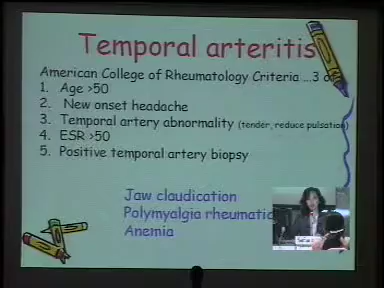 Temporal arteritis
American College of Rheumatology Criteria ...3 o
1. Age >50
2. New onset headache
3. Temporal artery abnormality (tender, reduce pulsation)
4. ESR >50
5. Positive temporal artery biopsy
Jaw claudication
Polymyalgia rheumatic
Anemia